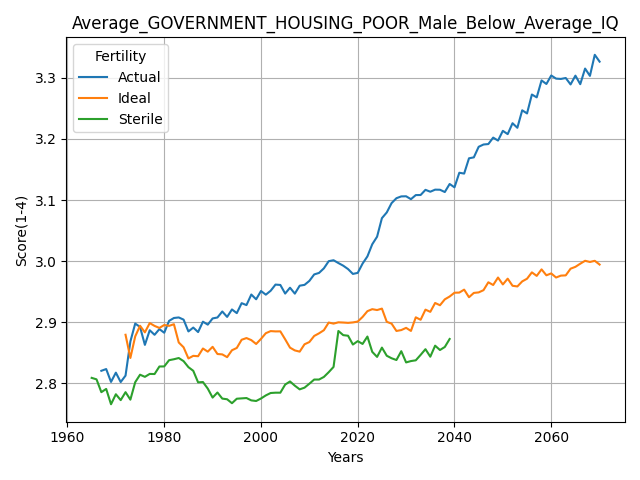 Average_GOVERNMENT_HOUSING_POOR_Male_Below_Average_IQ
Fertility
Actual
Ideal
Sterile
Score(1-4)
3.3
3.2
3.1
3.0
2.9
2.8
1960 1980 2000 2020 2040 2060
Years